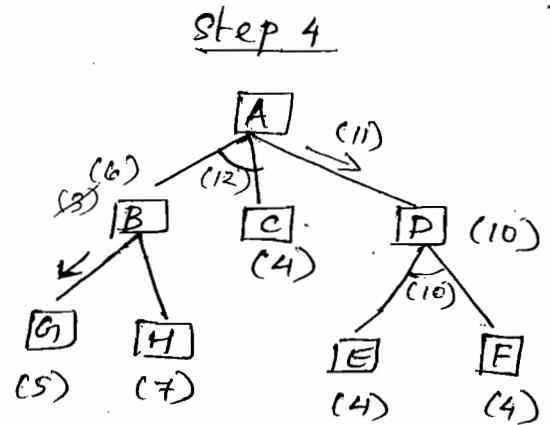 Step 4
A
(11)
(6)
(12)
(3)
B
C
D
(10)
(4)
(10)
G
H
E
F
(5)
(7)
(4)
(4)